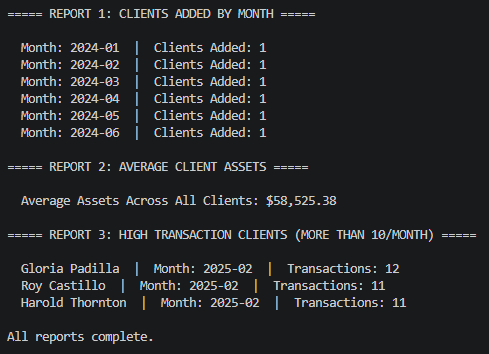 ===== REPORT 1: CLIENTS ADDED BY MONTH =====
Month: 2024-01 | Clients Added: 1
Month: 2024-02 | Clients Added: 1
Month: 2024-03 | Clients Added: 1
Month: 2024-04 | Clients Added: 1
Month: 2024-05 | Clients Added: 1
Month: 2024-06 | Clients Added: 1
===== REPORT 2: AVERAGE CLIENT ASSETS =====
Average Assets Across All Clients: $58,525.38
===== REPORT 3: HIGH TRANSACTION CLIENTS (MORE THAN 10/MONTH) =====
Gloria Padilla | Month: 2025-02 | Transactions: 12
Roy Castillo | Month: 2025-02 | Transactions: 11
Harold Thornton | Month: 2025-02 | Transactions: 11
All reports complete.